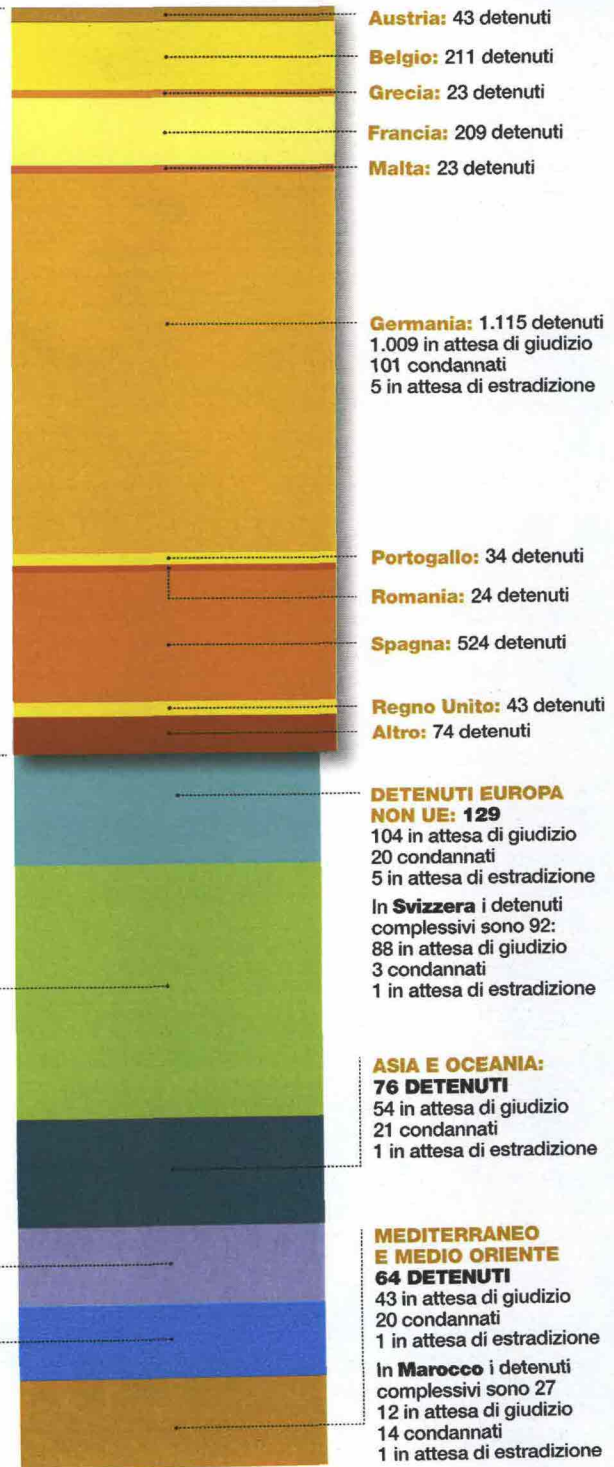 Austria: 43 detenuti
Belgio: 211 detenuti
Grecia: 23 detenuti
Francia: 209 detenuti
Malta: 23 detenuti
Germania: 1.115 detenuti
1.009 in attesa di giudizio
101 condannati
5 in attesa di estradizione
Portogallo: 34 detenuti
Romania: 24 detenuti
Spagna: 524 detenuti
Regno Unito: 43 detenuti
Altro: 74 detenuti
DETENUTI EUROPA
NON UE: 129
104 in attesa di giudizio
20 condannati
5 in attesa di estradizione
In Svizzera i detenuti
complessivi sono 92:
88 in attesa di giudizio
3 condannati
1 in attesa di estradizione
ASIA E OCEANIA:
76 DETENUTI
54 in attesa di giudizio
21 condannati
1 in attesa di estradizione
MEDITERRANEO
E MEDIO ORIENTE
64 DETENUTI
43 in attesa di giudizio
20 condannati
1 in attesa di estradizione
In Marocco i detenuti
complessivi sono 27
12 in attesa di giudizio
14 condannati
1 in attesa di estradizione